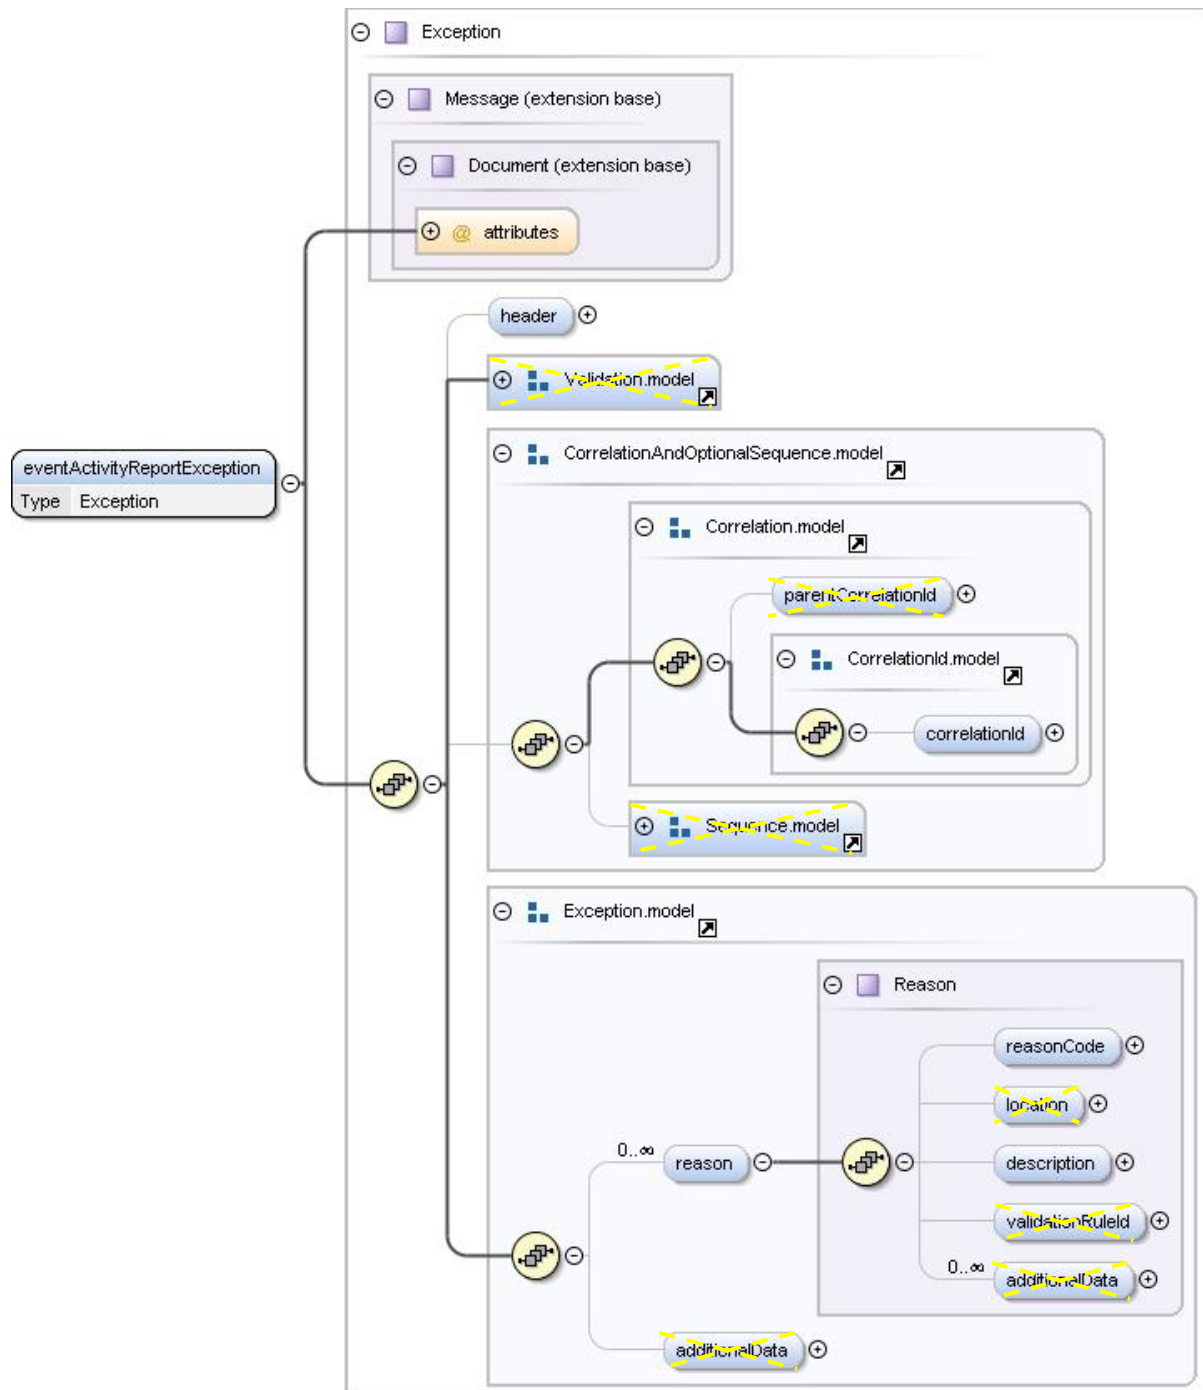 Exception
Message (extension base)
Document (extension base)
@ attributes
header
Validation.model
eventActivityReportException
Type Exception
CorrelationAndOptionalSequence.model
Correlation.model
parentCorrelationId
CorrelationId.model
correlationId
Sequence.model
Exception.model
Reason
reasonCode
location
0..∞
reason
description
validationRuleId
0..∞
additionalData
additionalData